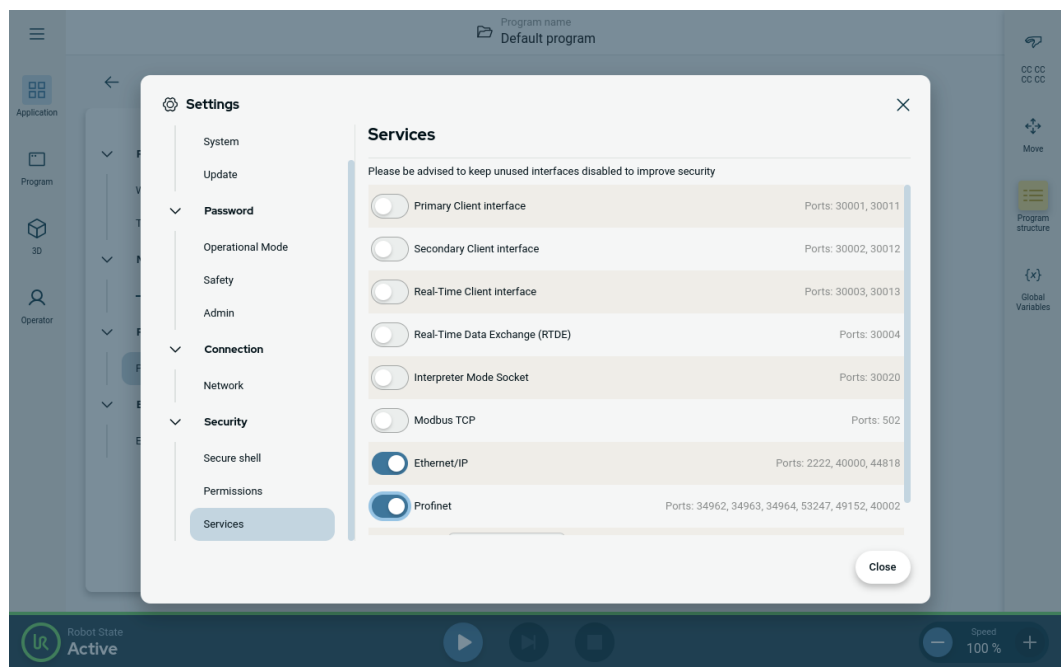 Program name
Default program
Application
Program
3D
Operator
Settings
System
Update
Password
Operational Mode
Safety
Admin
Connection
Network
Security
Secure shell
Permissions
Services
Services
Please be advised to keep unused interfaces disabled to improve security
Primary Client interface Ports: 30001, 30011
Secondary Client interface Ports: 30002, 30012
Real-Time Client interface Ports: 30003, 30013
Real-Time Data Exchange (RTDE) Ports: 30004
Interpreter Mode Socket Ports: 30020
Modbus TCP Ports: 502
Ethernet/IP Ports: 2222, 40000, 44818
Profinet Ports: 34962, 34963, 34964, 53247, 49152, 40002
Close
CC CC
CC CC
Move
Program
structure
{x}
Global
Variables
UR
Robot State
Active
Speed
100 %